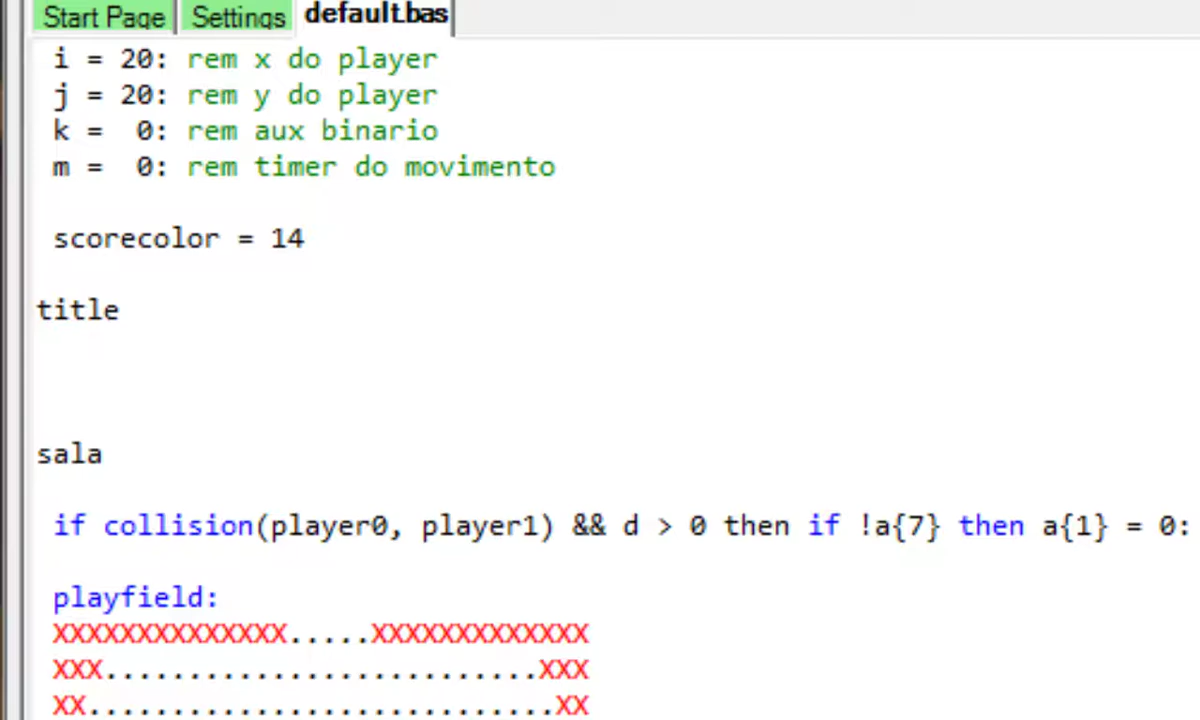 Start Page Settings default.bas
i = 20: rem x do player
j = 20: rem y do player
k =  0: rem aux binario
m =  0: rem timer do movimento
scorecolor = 14
title
sala
if collision(player0, player1) && d > 0 then if !a{7} then a{1} = 0:
playfield:
XXXXXXXXXXXXXX.....XXXXXXXXXXXXX
XXX..........................XXX
XX............................XX